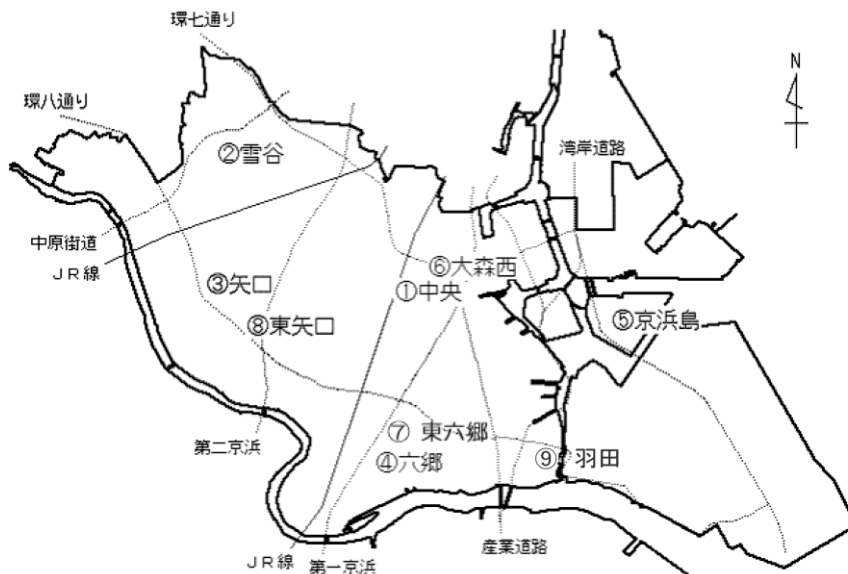 環七通り
N
環八通り
②雪谷
湾岸道路
中原街道
JR線
⑥大森西
③矢口
①中央
⑧東矢口
⑤京浜島
⑦ 東六郷
第二京浜
④六郷
⑨ 羽田
JR線
第一京浜
産業道路